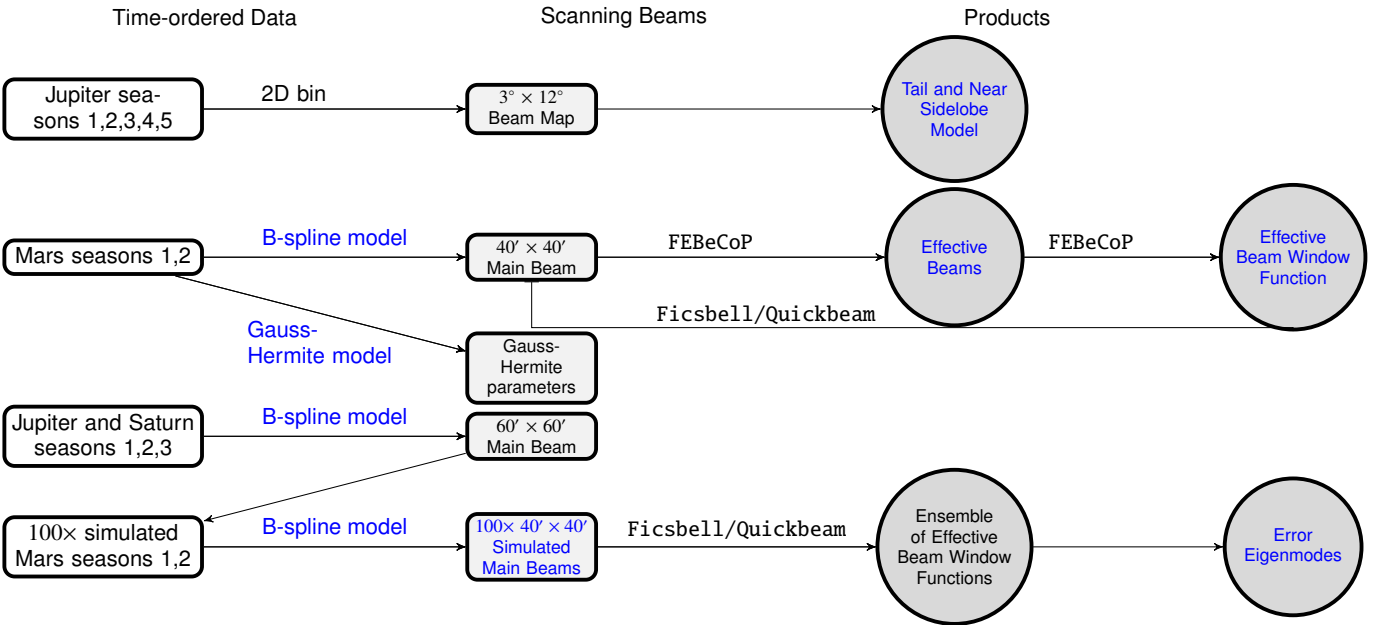 Time-ordered Data
Scanning Beams
Products
Jupiter sea-
sons 1,2,3,4,5
2D bin
3° × 12°
Beam Map
Tail and Near
Sidelobe
Model
Mars seasons 1,2
B-spline model
40′ × 40′
Main Beam
FEBeCoP
Effective
Beams
FEBeCoP
Effective
Beam Window
Function
Ficsbell/Quickbeam
Gauss-
Hermite model
Gauss-
Hermite
parameters
Jupiter and Saturn
seasons 1,2,3
B-spline model
60′ × 60′
Main Beam
100× simulated
Mars seasons 1,2
B-spline model
100× 40′ × 40′
Simulated
Main Beams
Ficsbell/Quickbeam
Ensemble
of Effective
Beam Window
Functions
Error
Eigenmodes